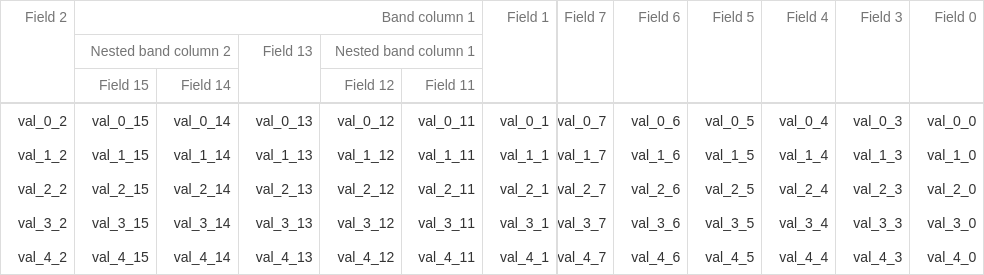 Field 2 Band column 1 Field 1 Field 7 Field 6 Field 5 Field 4 Field 3 Field 0
Nested band column 2 Field 13 Nested band column 1
Field 15 Field 14 Field 12 Field 11
val_0_2 val_0_15 val_0_14 val_0_13 val_0_12 val_0_11 val_0_1 val_0_7 val_0_6 val_0_5 val_0_4 val_0_3 val_0_0
val_1_2 val_1_15 val_1_14 val_1_13 val_1_12 val_1_11 val_1_1 val_1_7 val_1_6 val_1_5 val_1_4 val_1_3 val_1_0
val_2_2 val_2_15 val_2_14 val_2_13 val_2_12 val_2_11 val_2_1 val_2_7 val_2_6 val_2_5 val_2_4 val_2_3 val_2_0
val_3_2 val_3_15 val_3_14 val_3_13 val_3_12 val_3_11 val_3_1 val_3_7 val_3_6 val_3_5 val_3_4 val_3_3 val_3_0
val_4_2 val_4_15 val_4_14 val_4_13 val_4_12 val_4_11 val_4_1 val_4_7 val_4_6 val_4_5 val_4_4 val_4_3 val_4_0